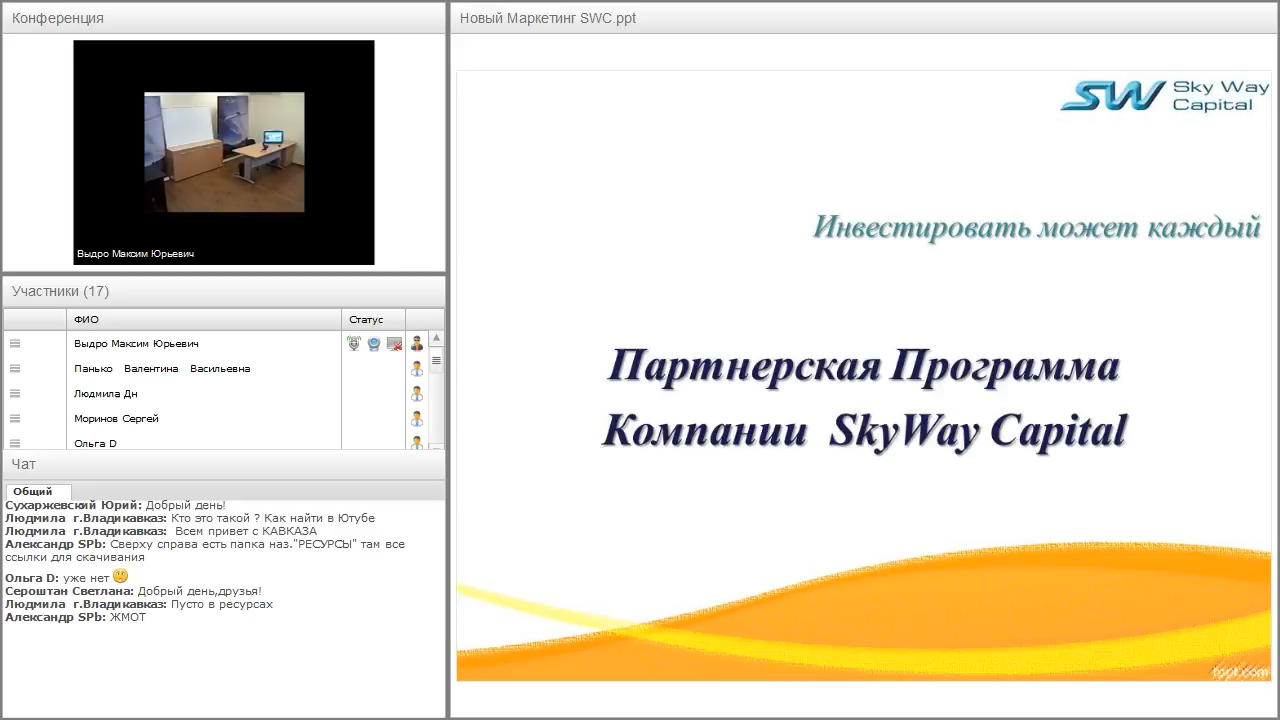 Конференция
Выдро Максим Юрьевич
Участники (17)
ФИО
Статус
Выдро Максим Юрьевич
Панько Валентина Васильевна
Людмила Дн
Моринов Сергей
Ольга D
Чат
Общий
Сухаржевский Юрий: Добрый день!
Людмила г.Владикавказ: Кто это такой ? Как найти в Ютубе
Людмила г.Владикавказ: Всем привет с КАВКАЗА
Александр SPb: Сверху справа есть папка наз."РЕСУРСЫ" там все
ссылки для скачивания
Ольга D: уже нет
Сероштан Светлана: Добрый день,друзья!
Людмила г.Владикавказ: Пусто в ресурсах
Александр SPb: ЖМОТ
Новый Маркетинг SWC.ppt
SW Sky Way
Capital
Инвестировать может каждый
Партнерская Программа
Компании SkyWay Capital
fppt.com